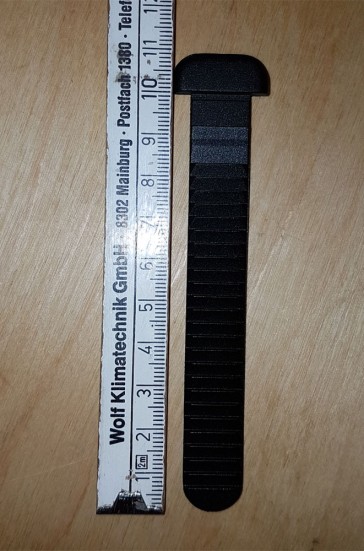 Wolf Klimatechnik GmbH · 8302 Mainburg · Postfach 1380 · Telef
1 2 3 4 5 6 7 8 9 10 11
2m